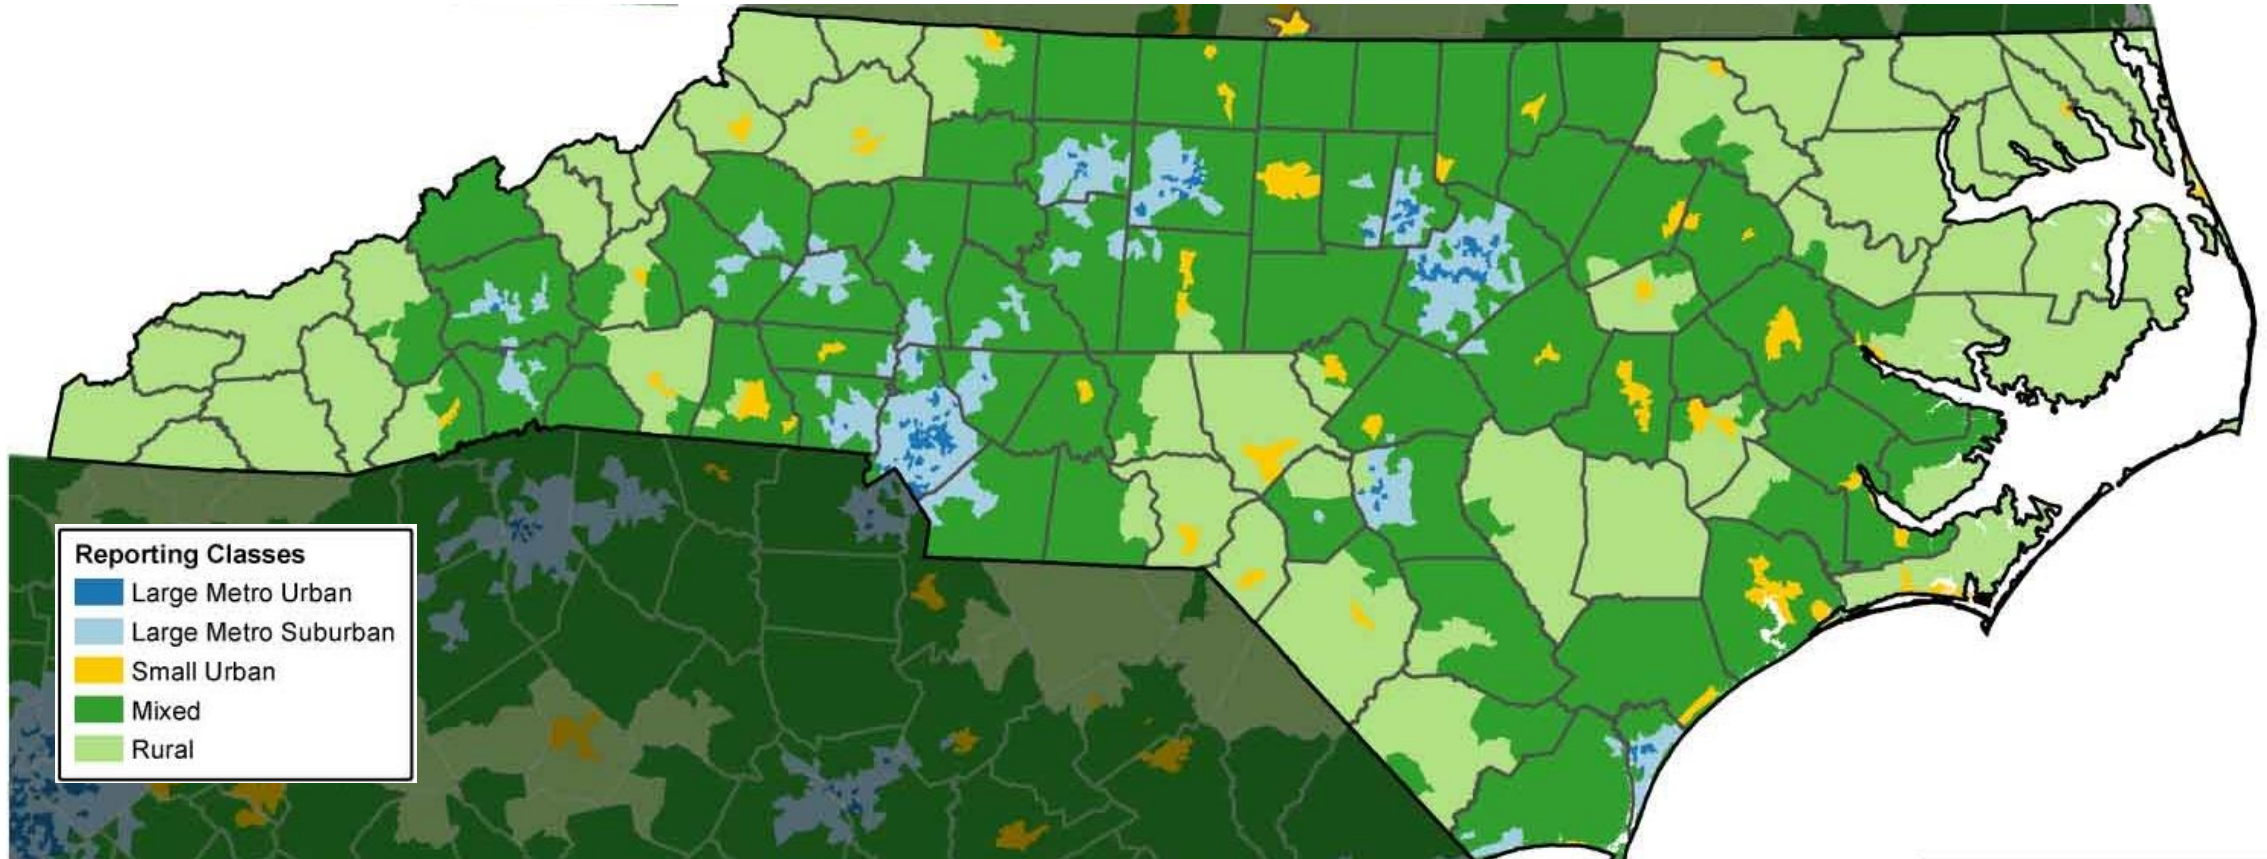 Reporting Classes
Large Metro Urban
Large Metro Suburban
Small Urban
Mixed
Rural